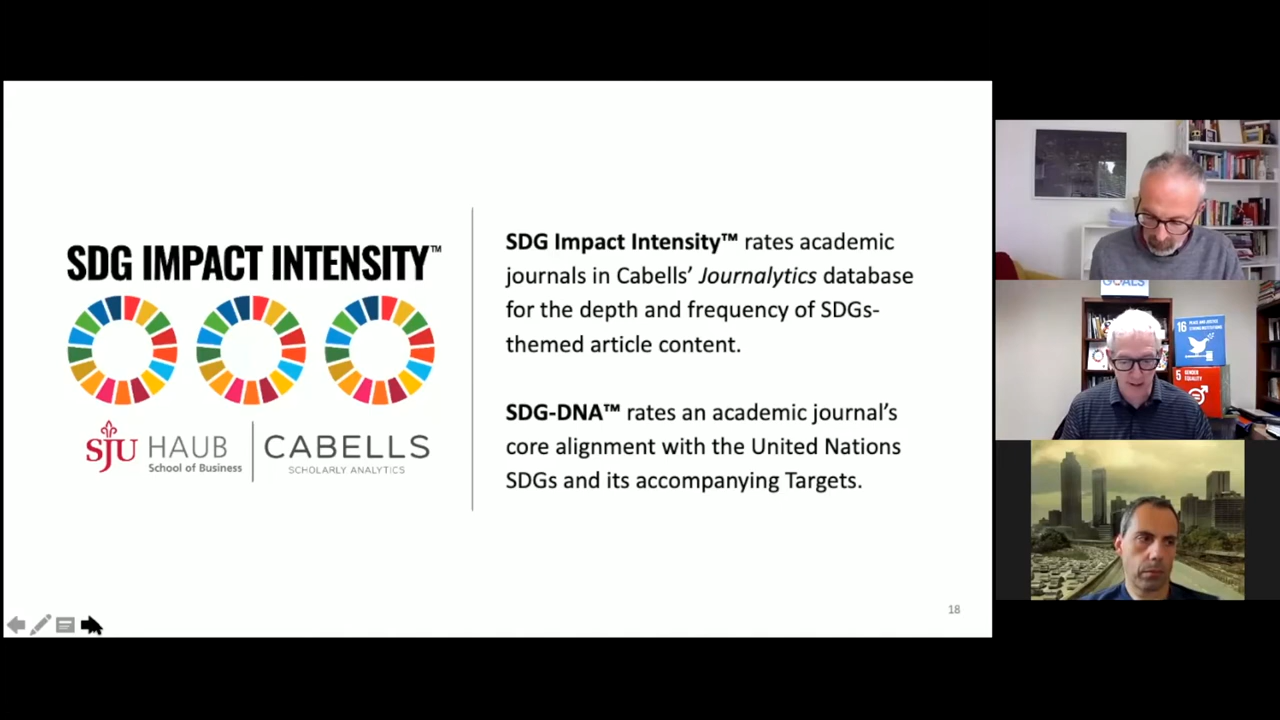 SDG IMPACT INTENSITY™
SJU HAUB
School of Business
CABELLS
SCHOLARLY ANALYTICS
SDG Impact Intensity™ rates academic
journals in Cabells’ Journalytics database
for the depth and frequency of SDGs-
themed article content.
SDG-DNA™ rates an academic journal’s
core alignment with the United Nations
SDGs and its accompanying Targets.
18
GOALS
16 PEACE AND JUSTICE
STRONG INSTITUTIONS
5 GENDER
EQUALITY